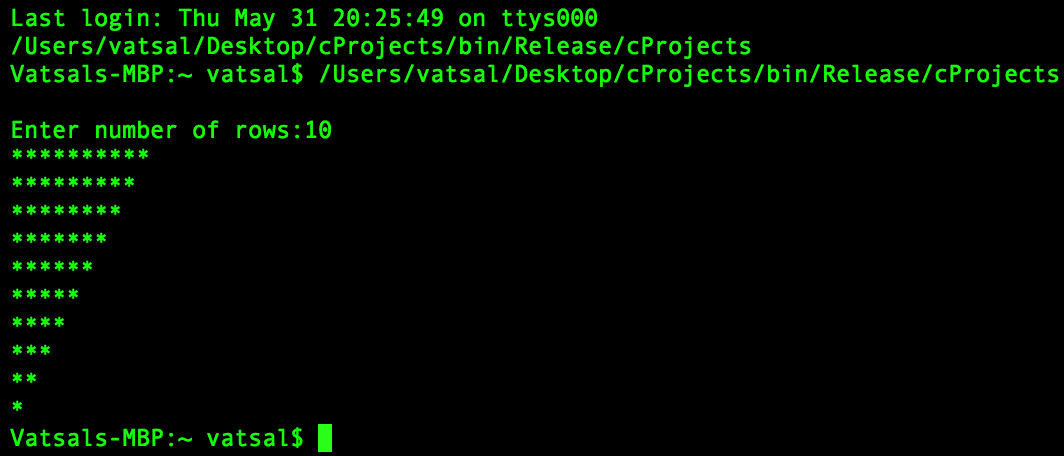 Last login: Thu May 31 20:25:49 on ttys000
/Users/vatsal/Desktop/cProjects/bin/Release/cProjects
Vatsals-MBP:~ vatsal$ /Users/vatsal/Desktop/cProjects/bin/Release/cProjects
Enter number of rows:10
**********
*********
********
*******
******
*****
****
***
**
*
Vatsals-MBP:~ vatsal$